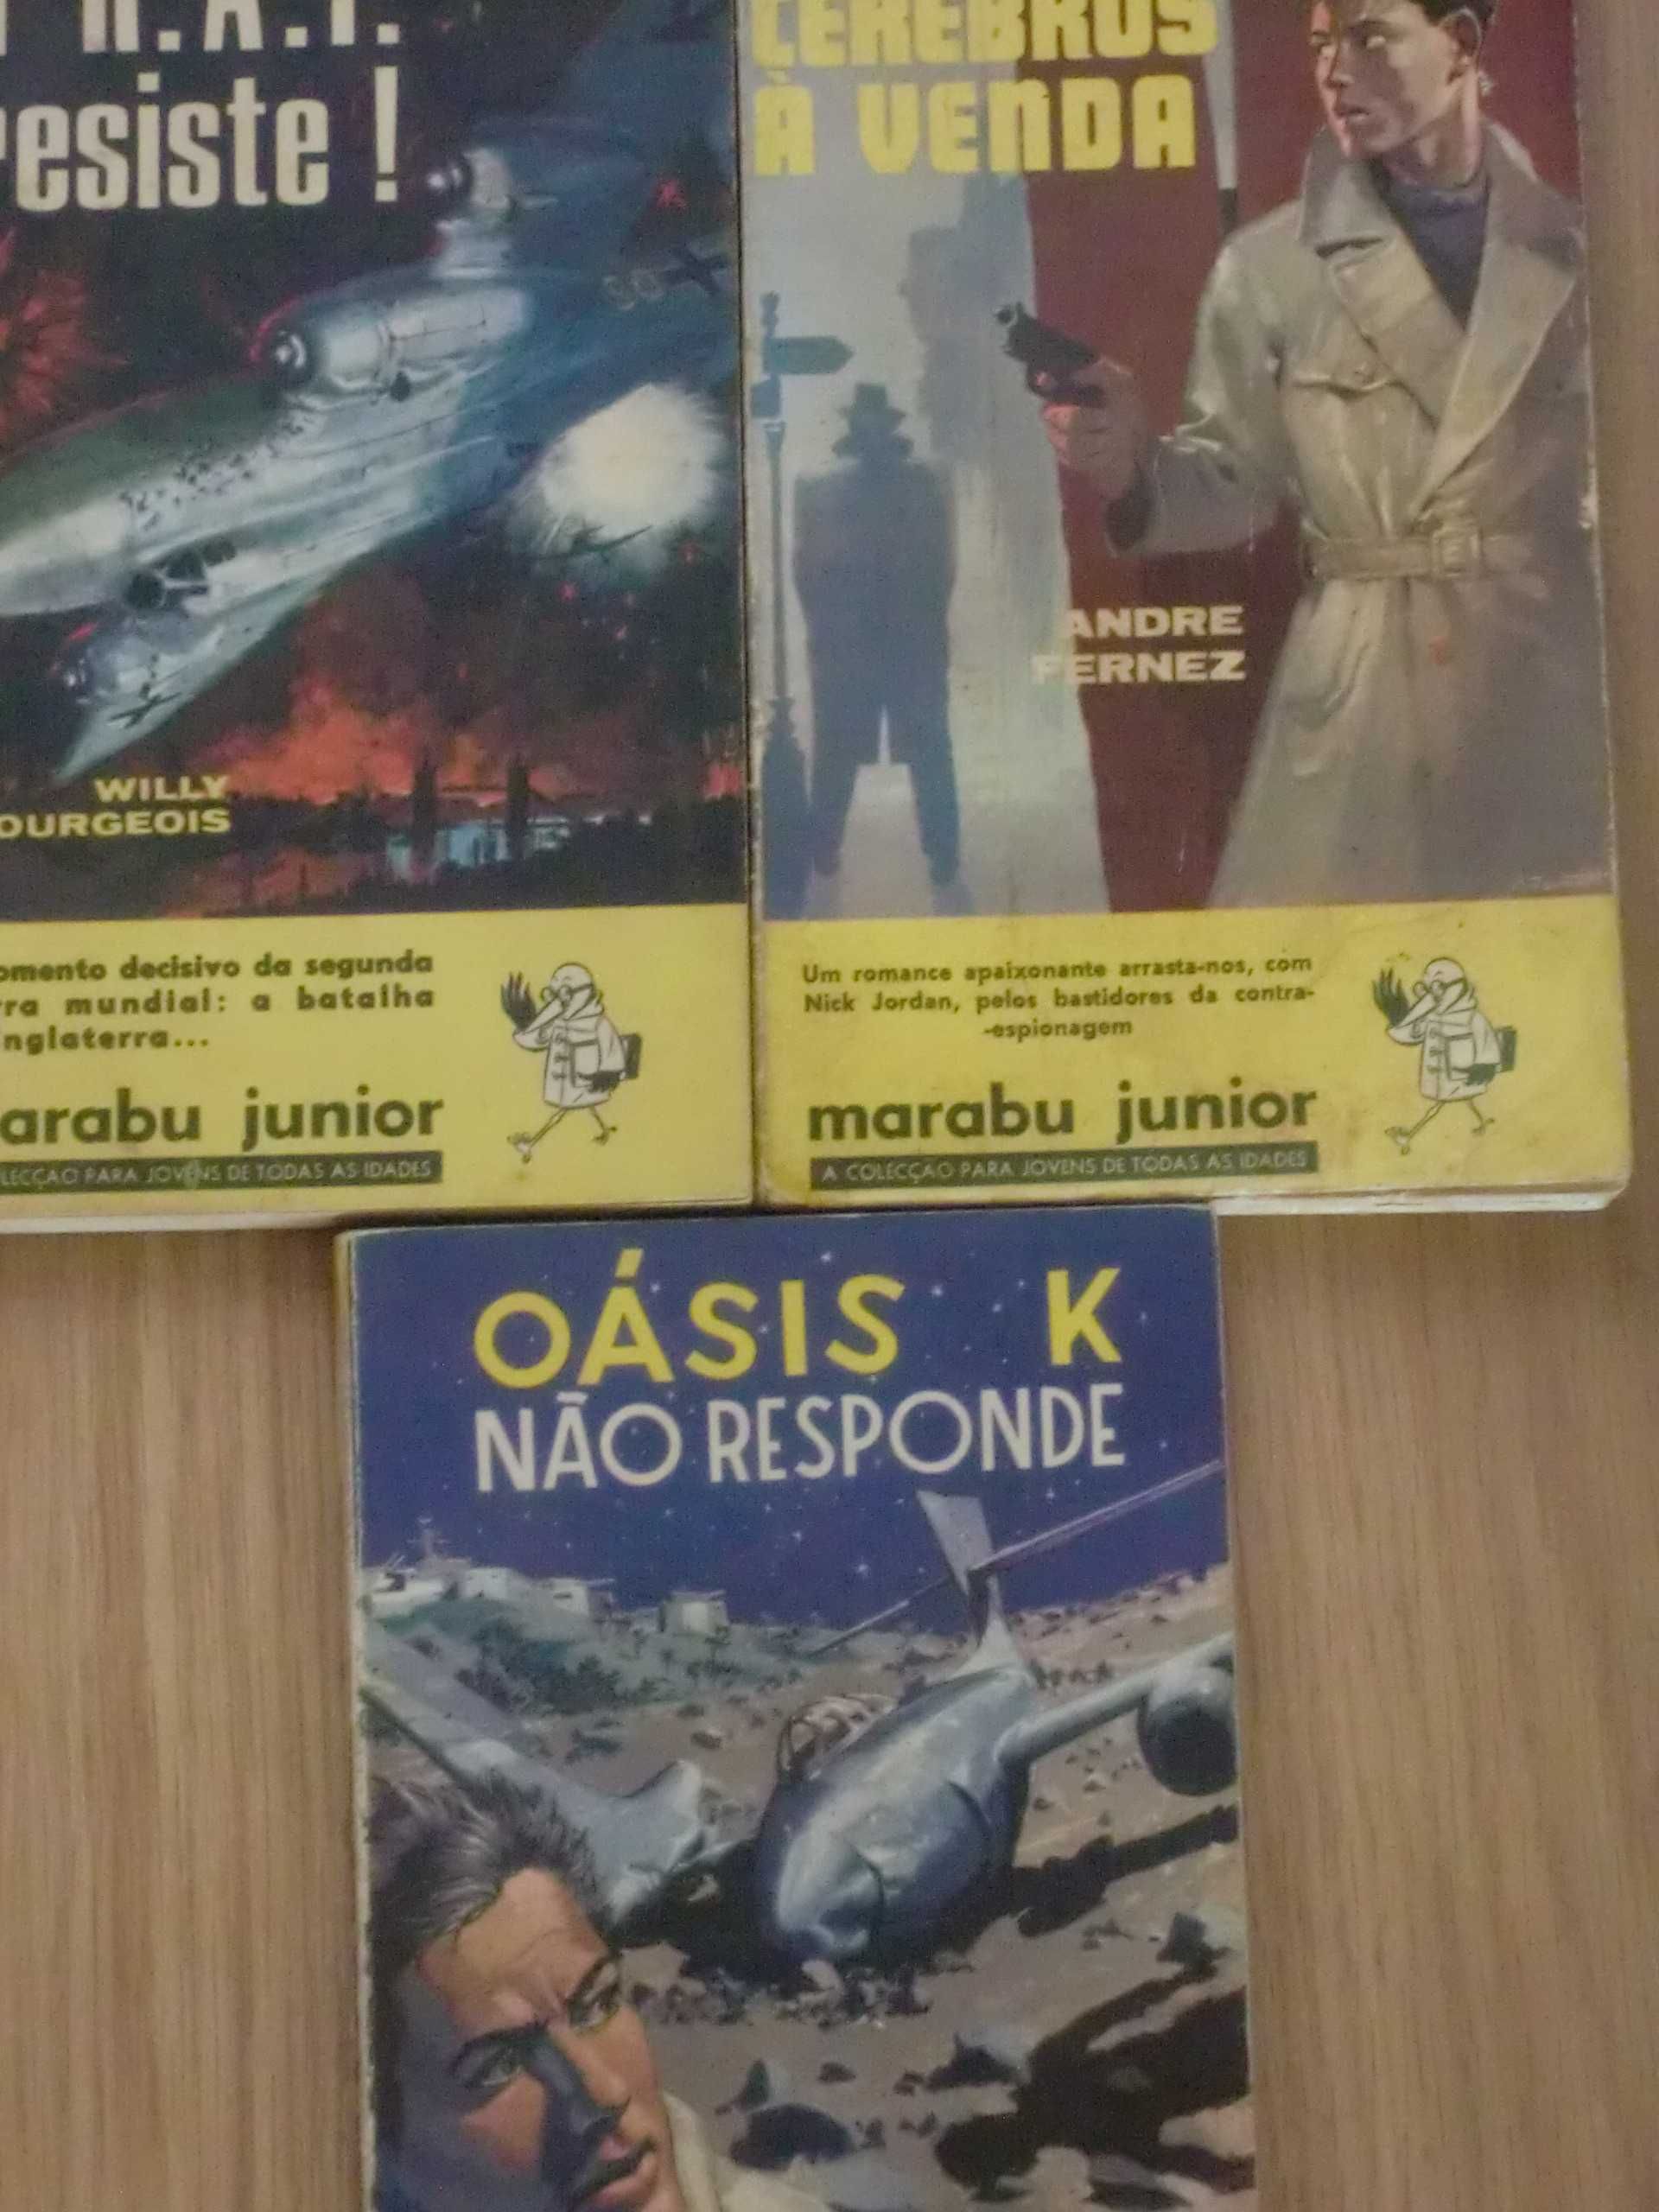 R.A.F.
resiste !
WILLY
OURGEOIS
omento decisivo da segunda
rra mundial: a batalha
nglaterra...
arabu junior
LECÇÃO PARA JOVENS DE TODAS AS IDADES
CÉREBROS
À VENDA
ANDRE
FERNEZ
Um romance apaixonante arrasta-nos, com
Nick Jordan, pelos bastidores da contra-
-espionagem
marabu junior
A COLECÇÃO PARA JOVENS DE TODAS AS IDADES
OÁSIS K
NÃO RESPONDE